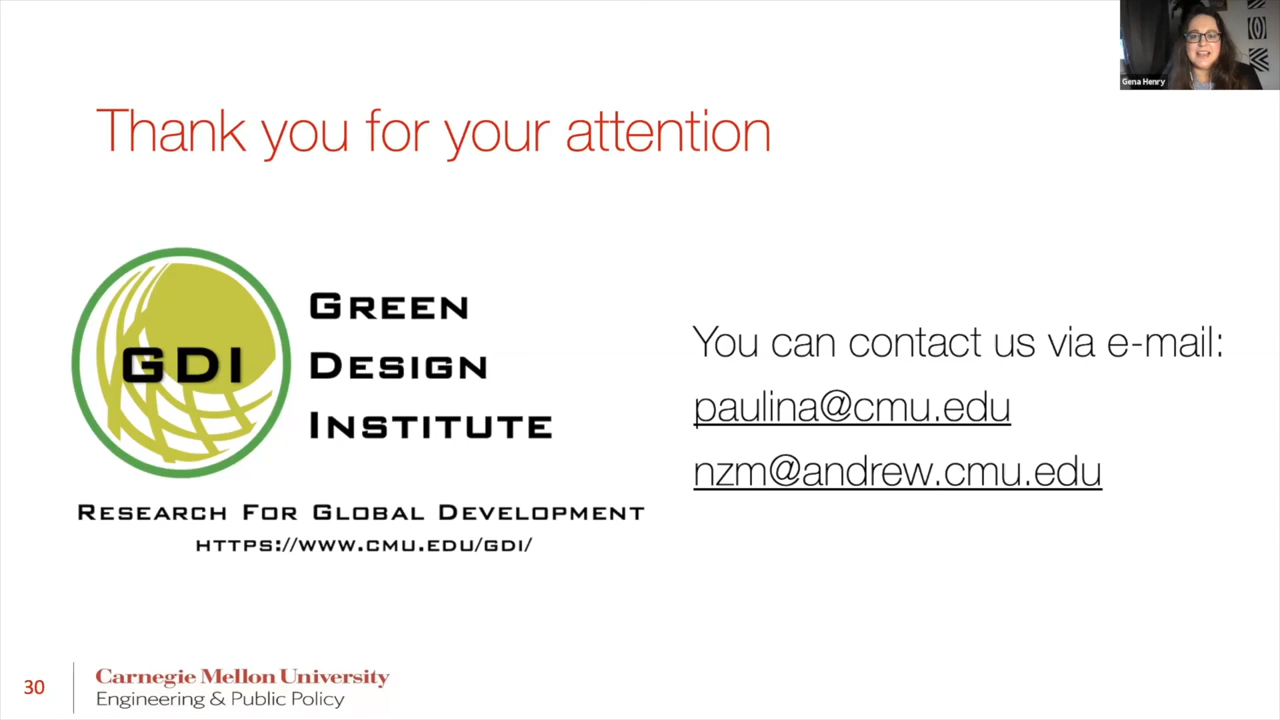 Gena Henry
Thank you for your attention
GDI
GREEN
DESIGN
INSTITUTE
RESEARCH FOR GLOBAL DEVELOPMENT
HTTPS://WWW.CMU.EDU/GDI/
You can contact us via e-mail:
paulina@cmu.edu
nzm@andrew.cmu.edu
30
Carnegie Mellon University
Engineering & Public Policy